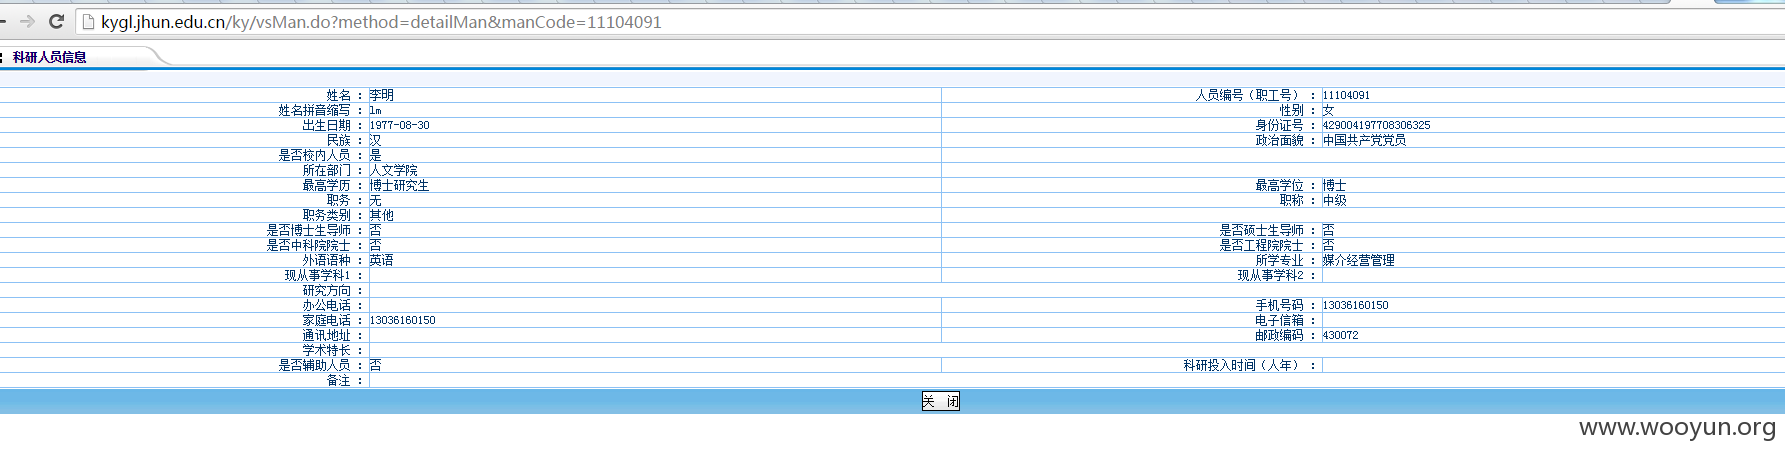 kygl.jhun.edu.cn/ky/vsMan.do?method=detailMan&manCode=11104091
科研人员信息
姓名 : 李明 人员编号（职工号） : 11104091
姓名拼音缩写 : lm 性别 : 女
出生日期 : 1977-08-30 身份证号 : 429004197708306325
民族 : 汉 政治面貌 : 中国共产党党员
是否校内人员 : 是
所在部门 : 人文学院
最高学历 : 博士研究生 最高学位 : 博士
职务 : 无 职称 : 中级
职务类别 : 其他
是否博士生导师 : 否 是否硕士生导师 : 否
是否中科院院士 : 否 是否工程院院士 : 否
外语语种 : 英语 所学专业 : 媒介经营管理
现从事学科1 : 现从事学科2 :
研究方向 :
办公电话 : 手机号码 : 13036160150
家庭电话 : 13036160150 电子信箱 :
通讯地址 : 邮政编码 : 430072
学术特长 :
是否辅助人员 : 否 科研投入时间（人年） :
备注 :
关 闭
www.wooyun.org